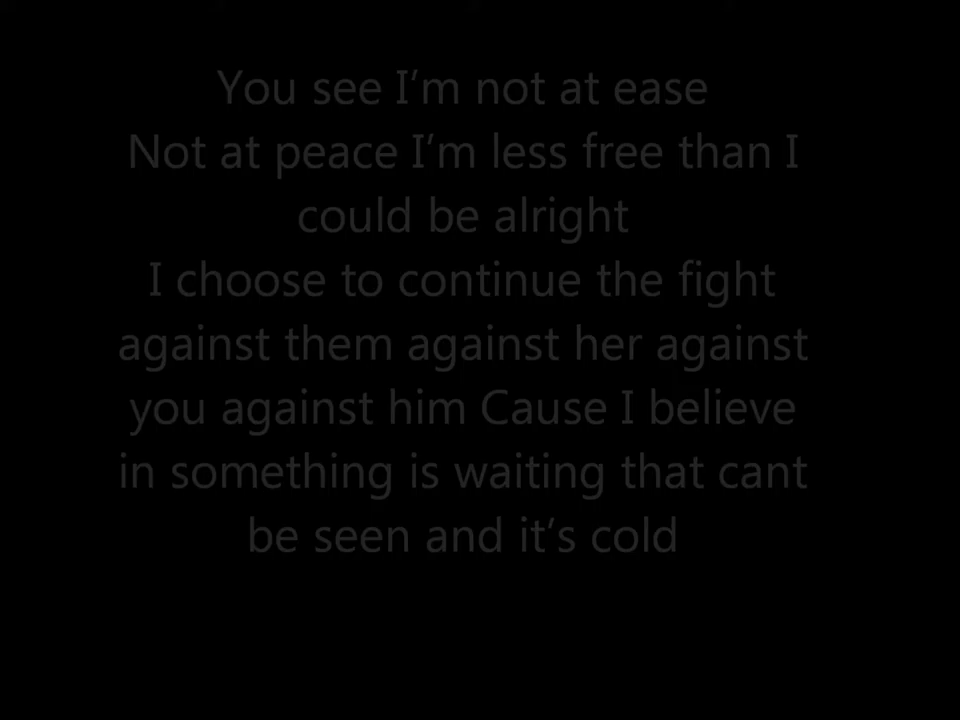 You see I’m not at ease
Not at peace I’m less free than I
could be alright
I choose to continue the fight
against them against her against
you against him Cause I believe
in something is waiting that cant
be seen and it’s cold